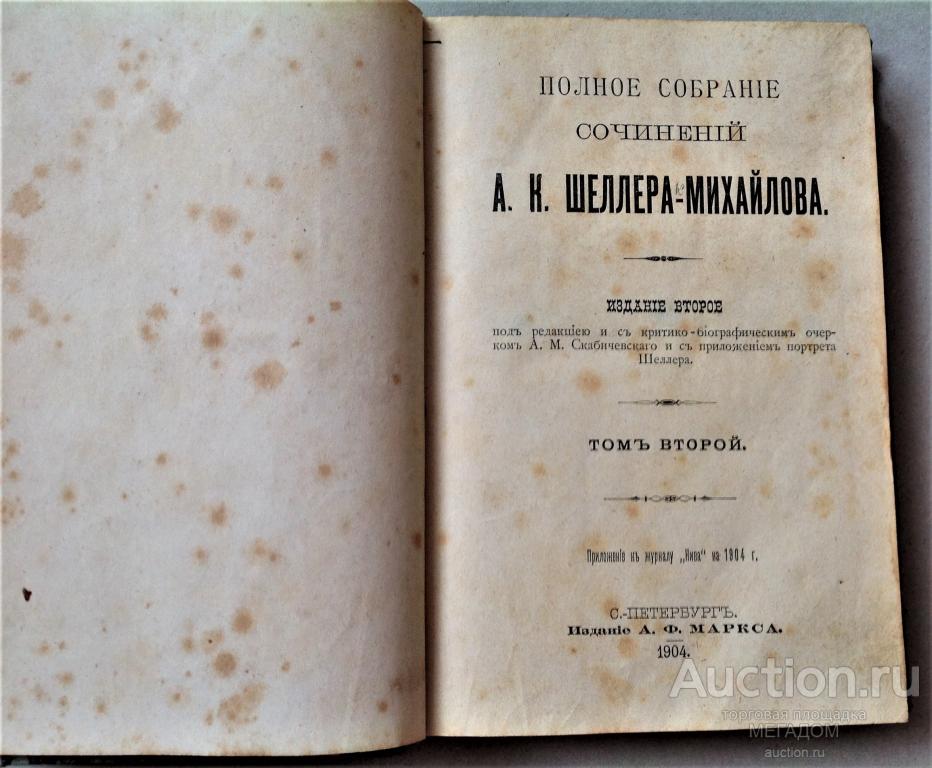 ПОЛНОЕ СОБРАНІЕ
СОЧИНЕНІЙ
А. К. ШЕЛЛЕРА-МИХАЙЛОВА.
ИЗДАНІЕ ВТОРОЕ
подъ редакціею и съ критико-біографическимъ очер-
комъ А. М. Скабичевскаго и съ приложеніемъ портрета
Шеллера.
ТОМЪ ВТОРОЙ.
Приложеніе къ журналу „Нива" на 1904 г.
С.-ПЕТЕРБУРГЪ.
Изданіе А. Ф. МАРКСА.
1904.
Auction.ru
торговая площадка
МЕГАДОМ
auction.ru